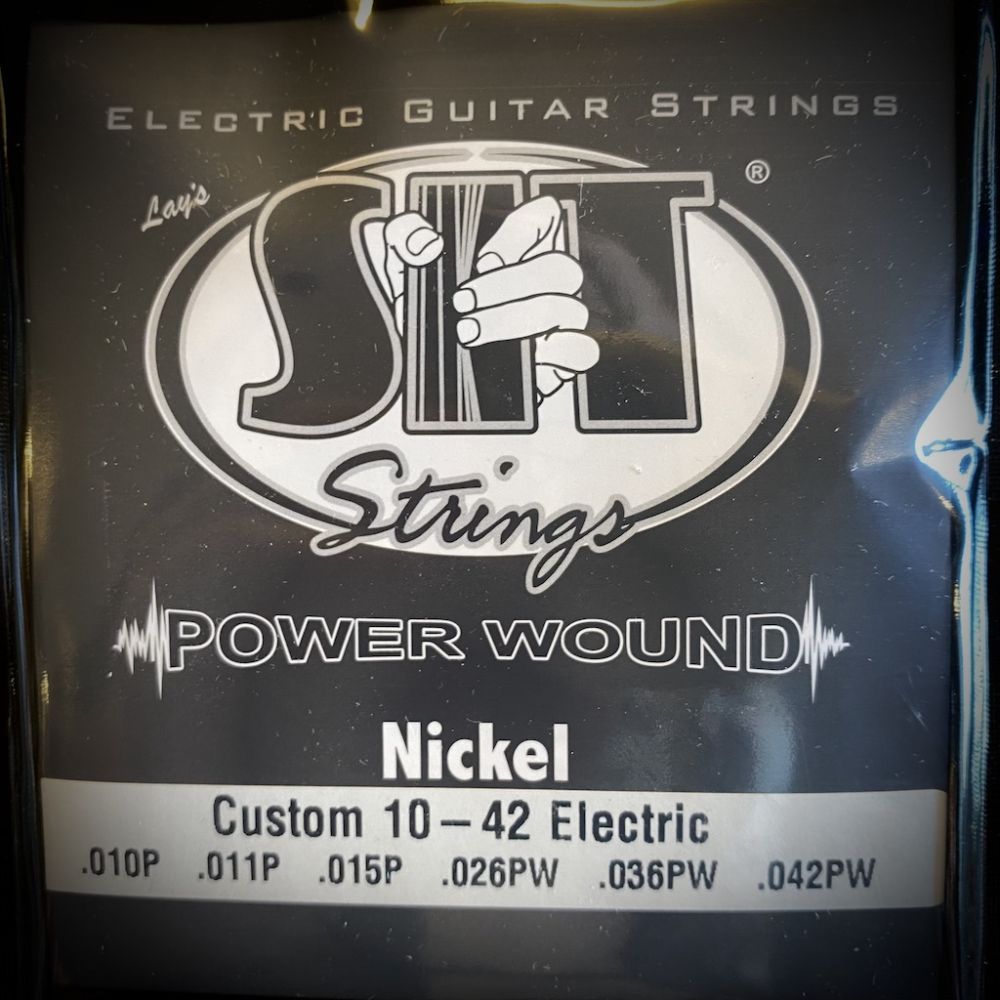 Electric Guitar Strings
Lay's
SIT ®
Strings
POWER WOUND
Nickel
Custom 10 – 42 Electric
.010P .011P .015P .026PW .036PW .042PW